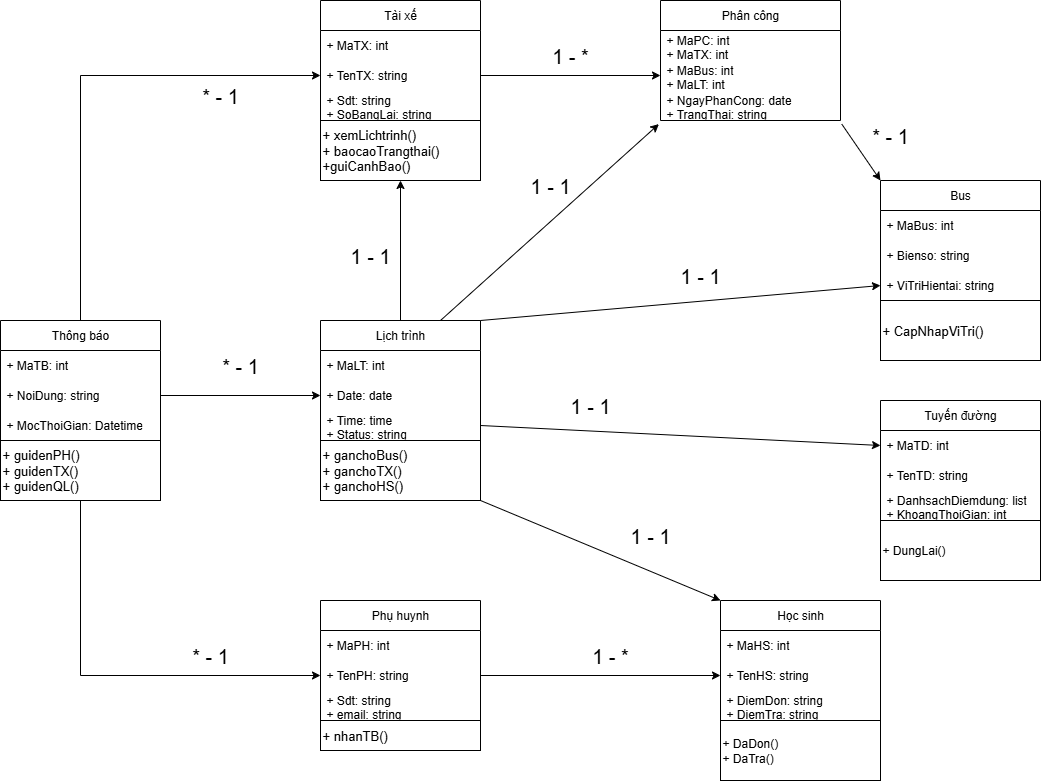 Tài xế
+ MaTX: int
+ TenTX: string
+ Sdt: string
+ SoBangLai: string
+ xemLichtrinh()
+ baocaoTrangthai()
+guiCanhBao()
1 - *
Phân công
+ MaPC: int
+ MaTX: int
+ MaBus: int
+ MaLT: int
+ NgayPhanCong: date
+ TrangThai: string
* - 1
* - 1
1 - 1
1 - 1
1 - 1
Bus
+ MaBus: int
+ Bienso: string
+ ViTriHientai: string
+ CapNhapViTri()
Thông báo
+ MaTB: int
+ NoiDung: string
+ MocThoiGian: Datetime
+ guidenPH()
+ guidenTX()
+ guidenQL()
* - 1
Lịch trình
+ MaLT: int
+ Date: date
+ Time: time
+ Status: string
+ ganchoBus()
+ ganchoTX()
+ ganchoHS()
1 - 1
Tuyến đường
+ MaTD: int
+ TenTD: string
+ DanhsachDiemdung: list
+ KhoangThoiGian: int
+ DungLai()
1 - 1
* - 1
Phụ huynh
+ MaPH: int
+ TenPH: string
+ Sdt: string
+ email: string
+ nhanTB()
1 - *
Học sinh
+ MaHS: int
+ TenHS: string
+ DiemDon: string
+ DiemTra: string
+ DaDon()
+ DaTra()